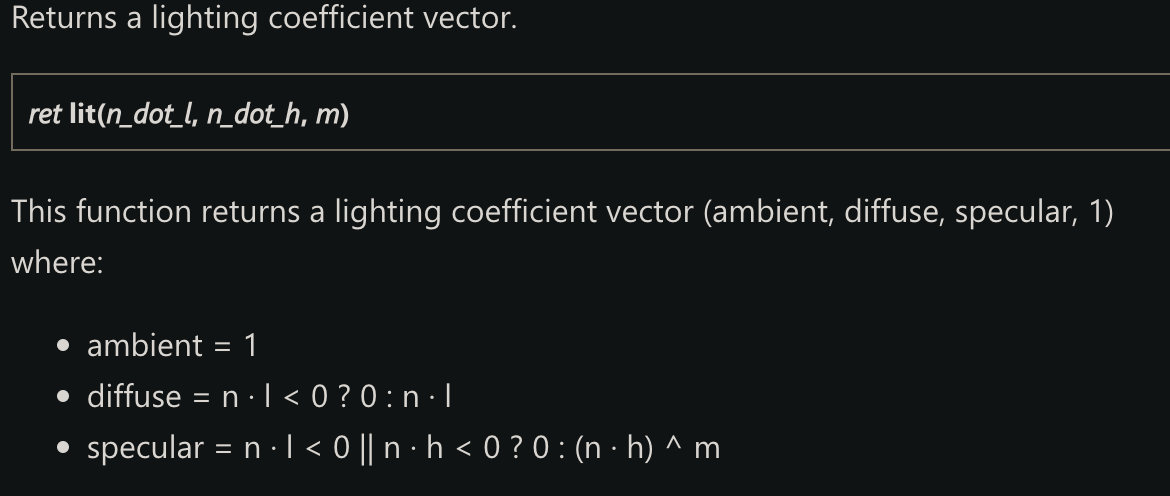 Returns a lighting coefficient vector.
ret lit(n_dot_l, n_dot_h, m)
This function returns a lighting coefficient vector (ambient, diffuse, specular, 1)
where:
• ambient = 1
• diffuse = n · l < 0 ? 0 : n · l
• specular = n · l < 0 || n · h < 0 ? 0 : (n · h) ^ m